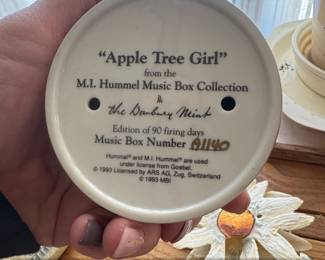 "Apple Tree Girl"
from the
M.I. Hummel Music Box Collection
The Danbury Mint
Edition of 90 firing days
Music Box Number A1140
Hummel® and M.I. Hummel® are used
under license from Goebel.
© 1993 Licensed by ARS AG, Zug, Switzerland
© 1993 MBI